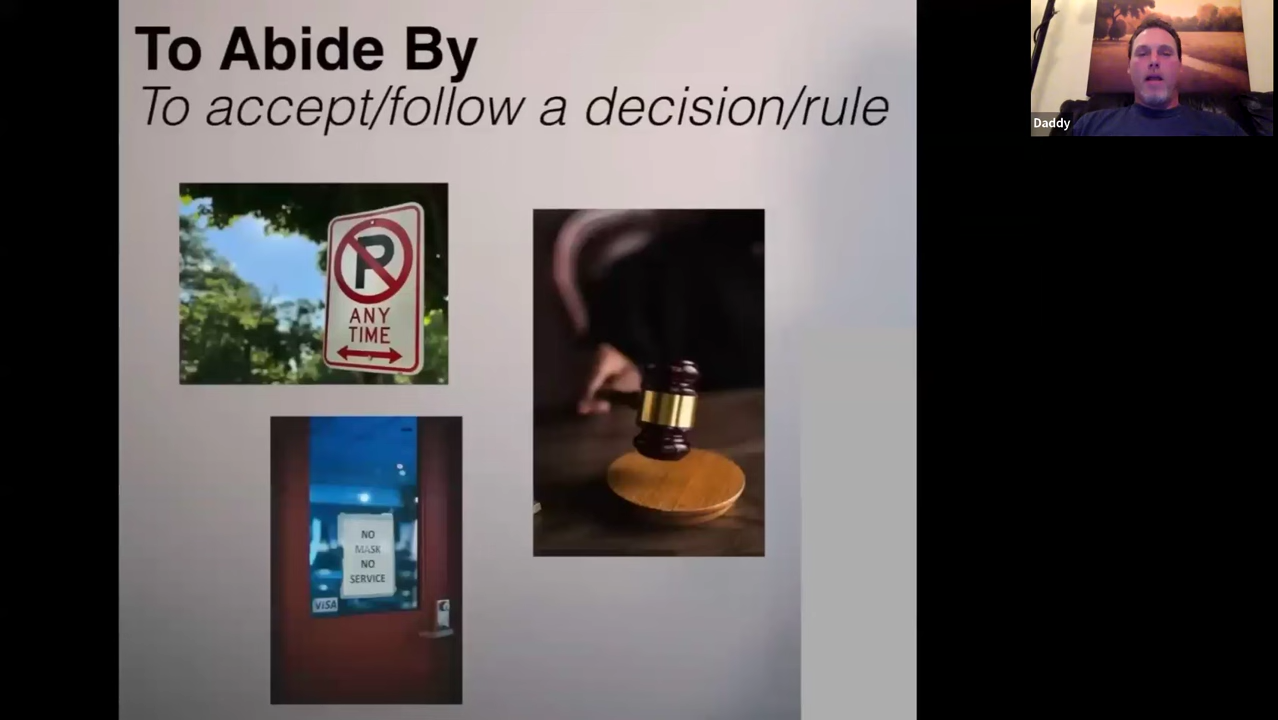 To Abide By
To accept/follow a decision/rule
Daddy
P
ANY
TIME
NO
MASK
NO
SERVICE
VISA